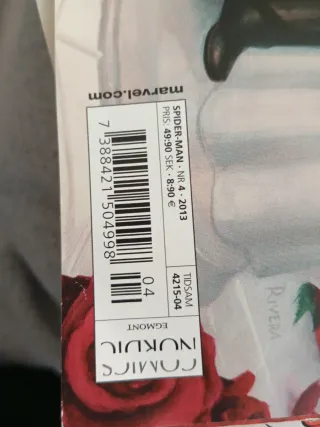 marvel.com
SPIDER-MAN · NR 4 · 2013
PRIS: 49:90 SEK · 8:90 €
TIDSAM
4215-04
7 388421 504998
04
EGMONT
NORDIC
COMICS
RIVERA